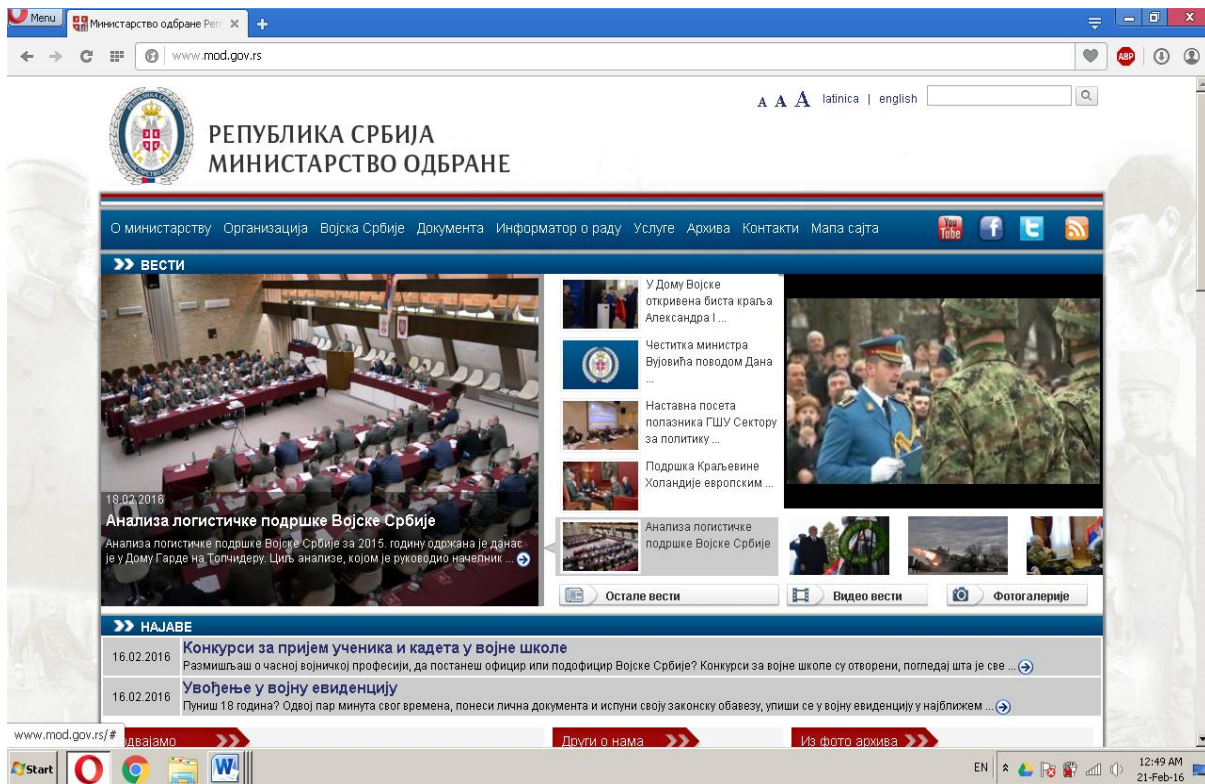 Menu
Министарство одбране Реп
www.mod.gov.rs
ABP
A A A latinica | english
РЕПУБЛИКА СРБИЈА
МИНИСТАРСТВО ОДБРАНЕ
О министарству Организација Војска Србије Документа Информатор о раду Услуге Архива Контакти Мапа сајта
You
Tube
ВЕСТИ
18.02.2016
Анализа логистичке подршке Војске Србије
Анализа логистичке подршке Војске Србије за 2015. годину одржана је данас
је у Дому Гарде на Топчидеру. Циљ анализе, којом је руководио начелник ...
У Дому Војске
откривена биста краља
Александра I ...
Честитка министра
Вујовића поводом Дана
...
Наставна посета
полазника ГШУ Сектору
за политику ...
Подршка Краљевине
Холандије европским ...
Анализа логистичке
подршке Војске Србије
Остале вести
Видео вести
Фотогалерије
НАЈАВЕ
16.02.2016
Конкурси за пријем ученика и кадета у војне школе
Размишљаш о часној војничкој професији, да постанеш официр или подофицир Војске Србије? Конкурси за војне школе су отворени, погледај шта је све ...
16.02.2016
Увођење у војну евиденцију
Пуниш 18 година? Одвој пар минута свог времена, понеси лична документа и испуни своју законску обавезу, упиши се у војну евиденцију у најближем ...
www.mod.gov.rs/#
двајамо
Други о нама
Из фото архива
Start
EN
12:49 AM
21-Feb-16